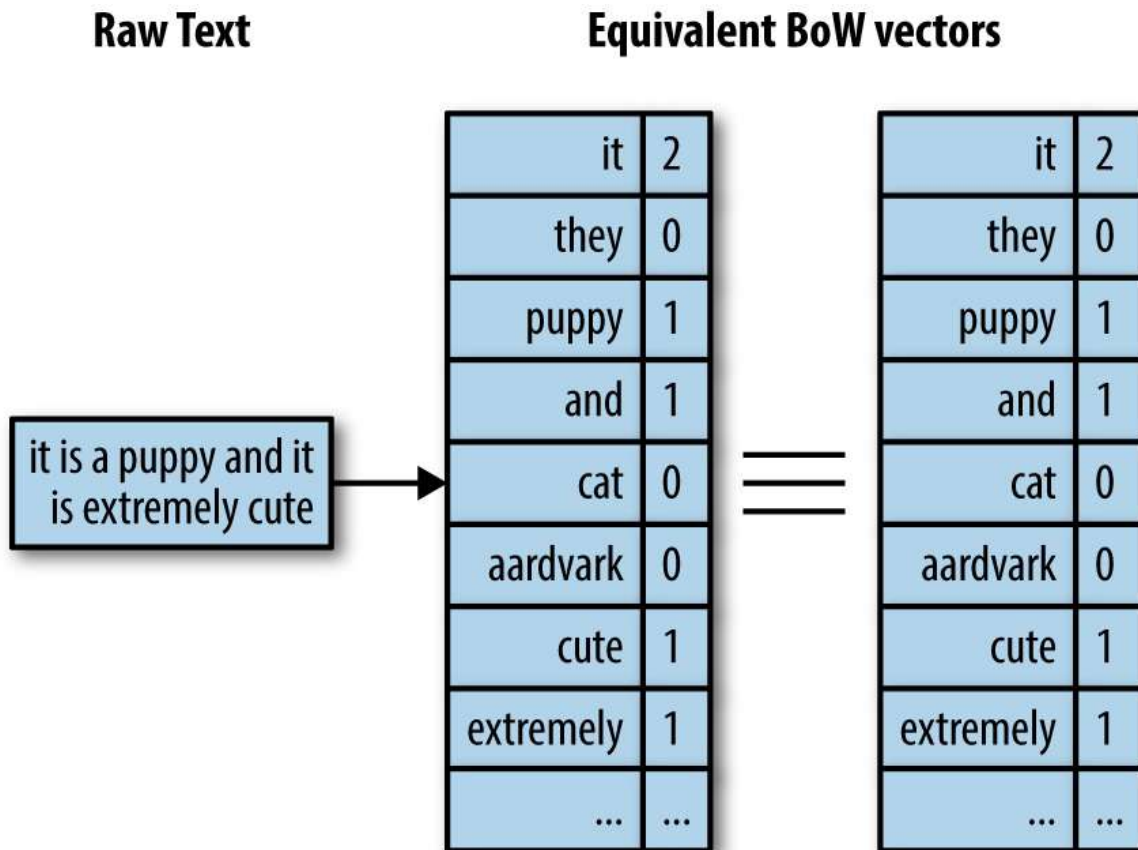 Raw Text
Equivalent BoW vectors
it is a puppy and it
is extremely cute
it 2
they 0
puppy 1
and 1
cat 0
aardvark 0
cute 1
extremely 1
... ...
it 2
they 0
puppy 1
and 1
cat 0
aardvark 0
cute 1
extremely 1
... ...